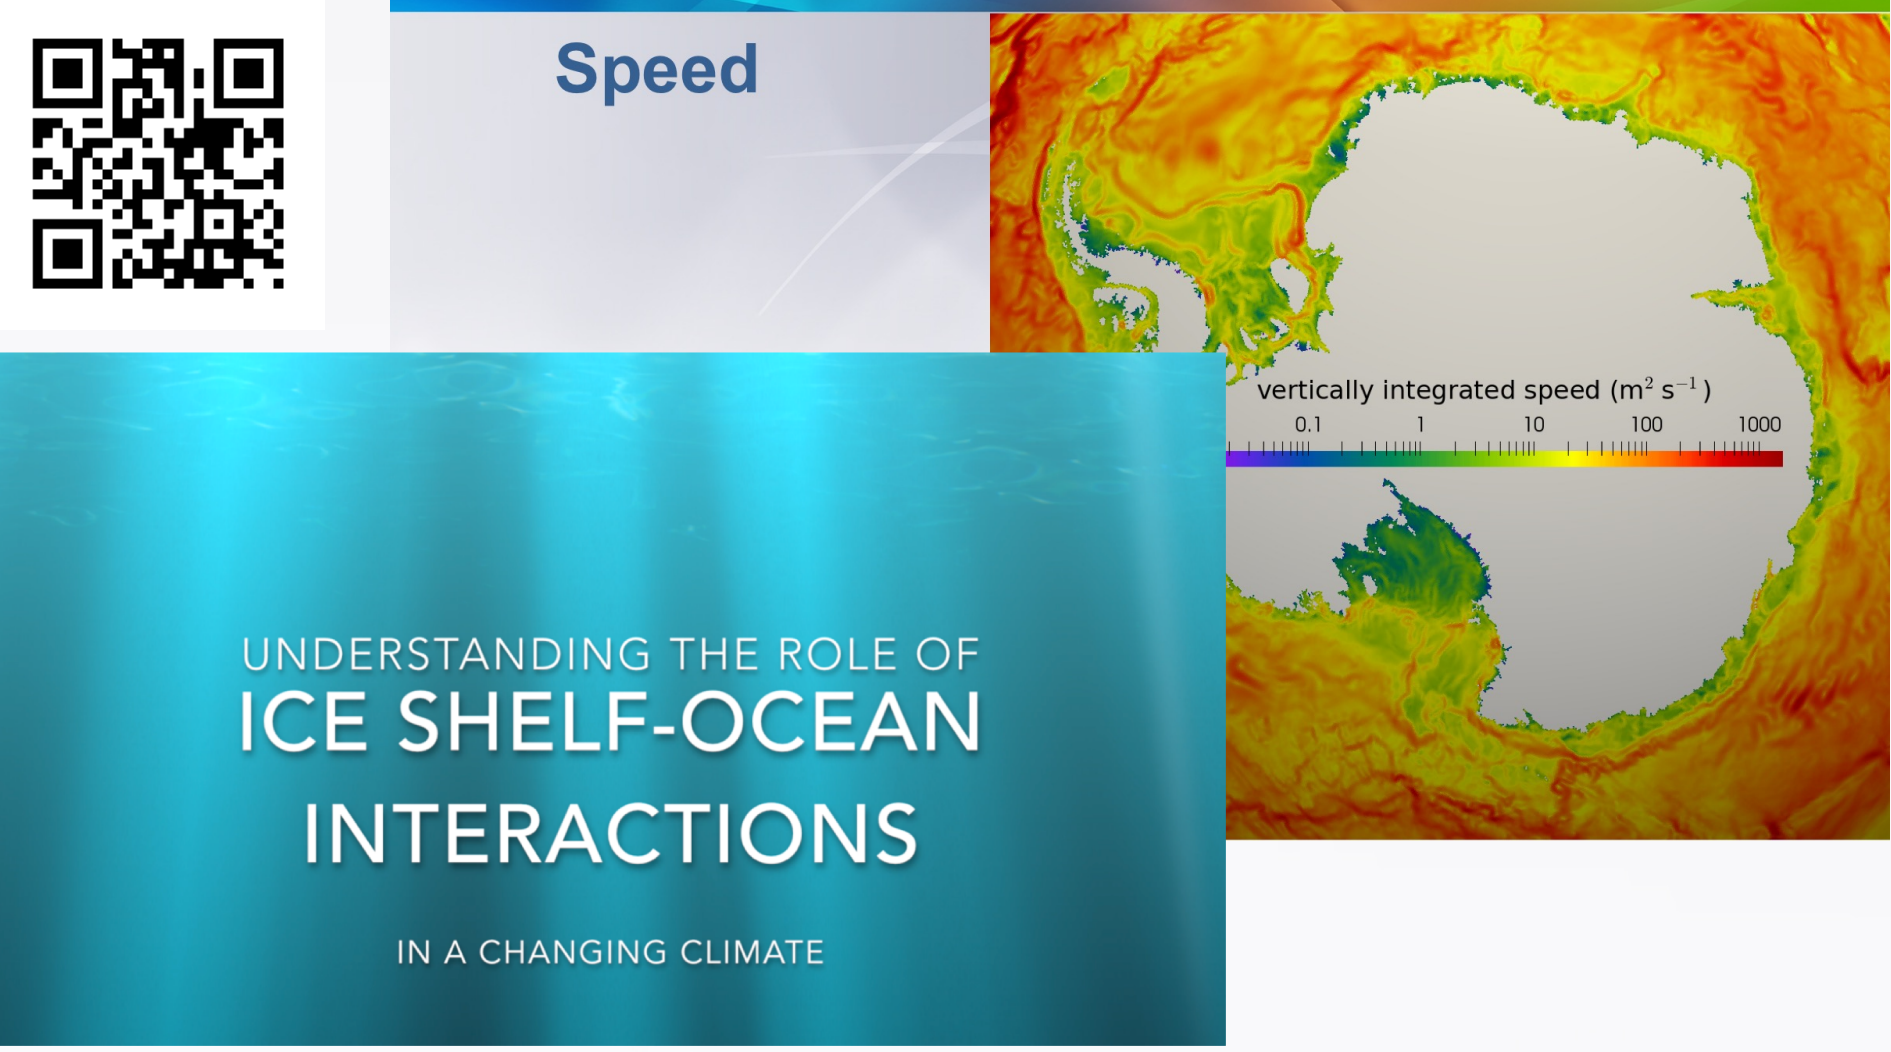 Speed
vertically integrated speed (m² s⁻¹)
0.1 1 10 100 1000
UNDERSTANDING THE ROLE OF
ICE SHELF-OCEAN
INTERACTIONS
IN A CHANGING CLIMATE